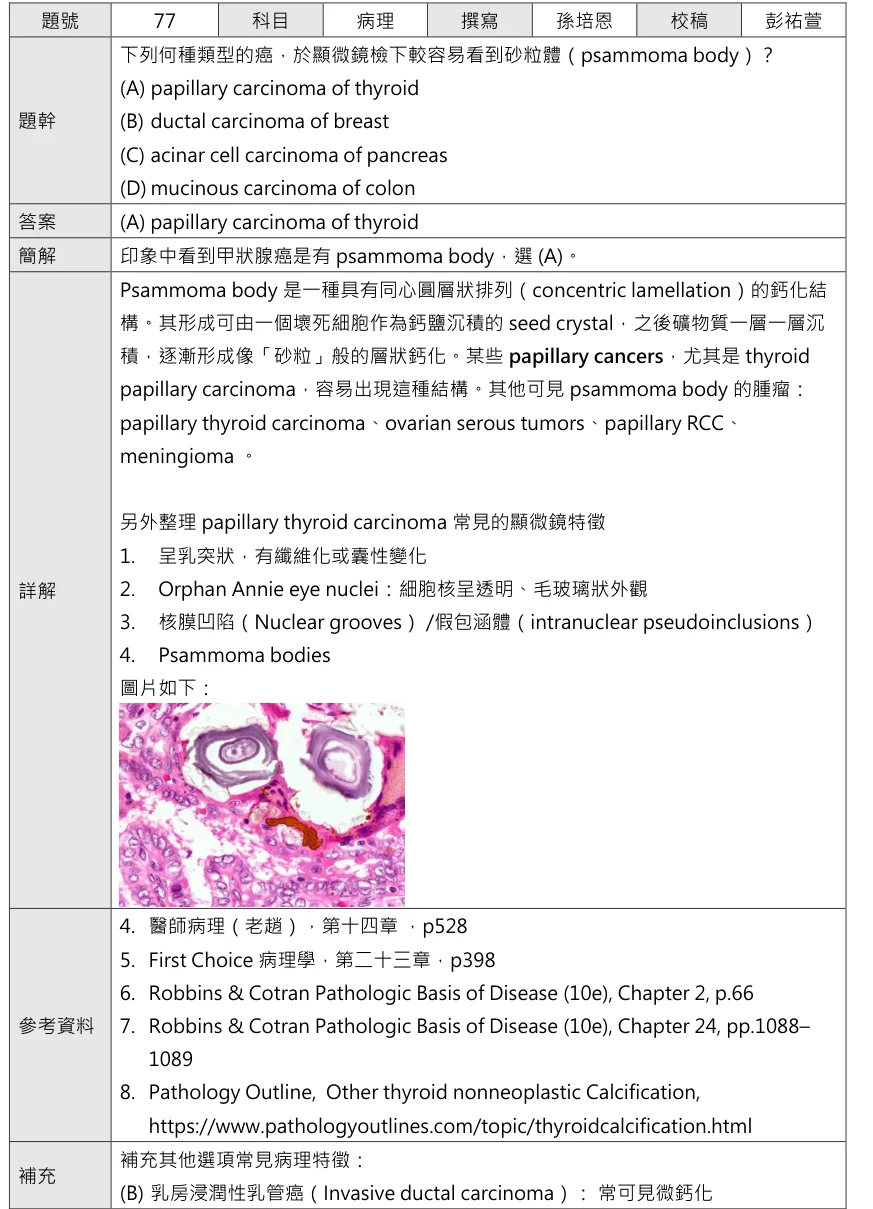 題號 77 科目 病理 撰寫 孫培恩 校稿 彭祐萱
題幹
下列何種類型的癌，於顯微鏡檢下較容易看到砂粒體（psammoma body）？
(A) papillary carcinoma of thyroid
(B) ductal carcinoma of breast
(C) acinar cell carcinoma of pancreas
(D) mucinous carcinoma of colon
答案 (A) papillary carcinoma of thyroid
簡解 印象中看到甲狀腺癌是有 psammoma body，選 (A)。
詳解
Psammoma body 是一種具有同心圓層狀排列（concentric lamellation）的鈣化結
構。其形成可由一個壞死細胞作為鈣鹽沉積的 seed crystal，之後礦物質一層一層沉
積，逐漸形成像「砂粒」般的層狀鈣化。某些 papillary cancers，尤其是 thyroid
papillary carcinoma，容易出現這種結構。其他可見 psammoma body 的腫瘤：
papillary thyroid carcinoma、ovarian serous tumors、papillary RCC、
meningioma 。
另外整理 papillary thyroid carcinoma 常見的顯微鏡特徵
1. 呈乳突狀，有纖維化或囊性變化
2. Orphan Annie eye nuclei：細胞核呈透明、毛玻璃狀外觀
3. 核膜凹陷（Nuclear grooves） /假包涵體（intranuclear pseudoinclusions）
4. Psammoma bodies
圖片如下：
參考資料
4. 醫師病理（老趙），第十四章 ，p528
5. First Choice 病理學，第二十三章，p398
6. Robbins & Cotran Pathologic Basis of Disease (10e), Chapter 2, p.66
7. Robbins & Cotran Pathologic Basis of Disease (10e), Chapter 24, pp.1088–
1089
8. Pathology Outline, Other thyroid nonneoplastic Calcification,
https://www.pathologyoutlines.com/topic/thyroidcalcification.html
補充
補充其他選項常見病理特徵：
(B) 乳房浸潤性乳管癌（Invasive ductal carcinoma）： 常可見微鈣化